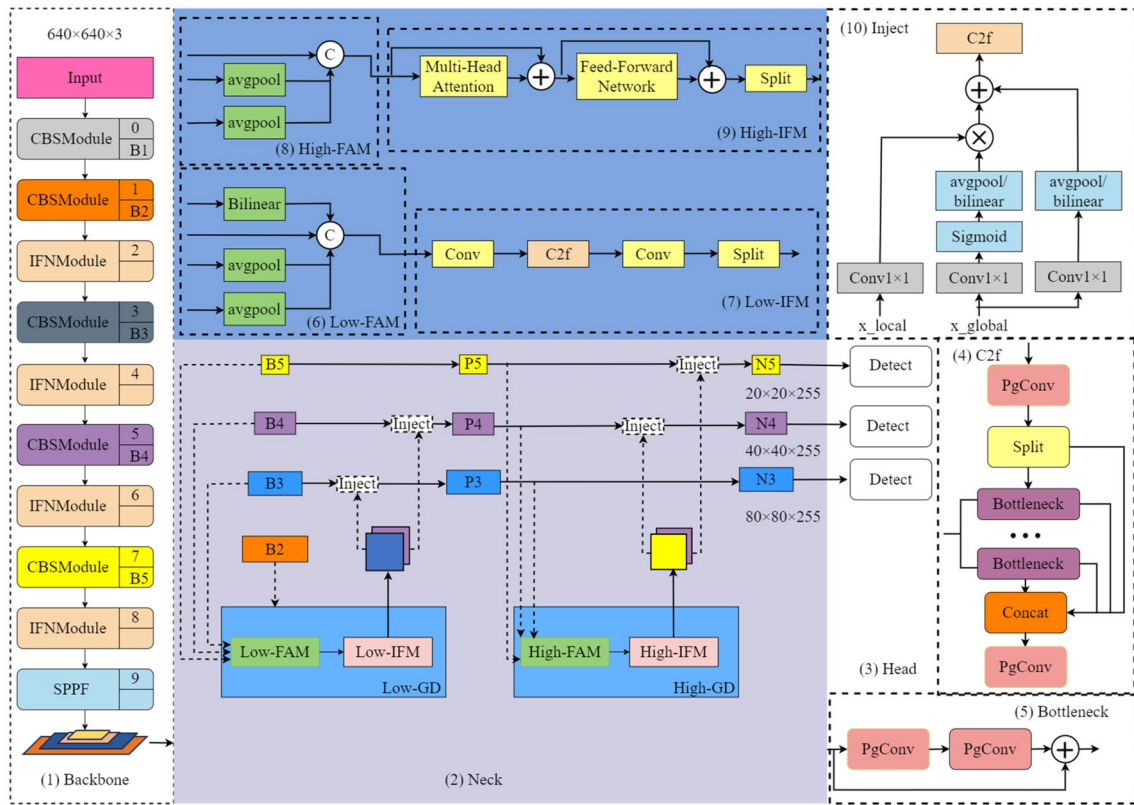 640×640×3
Input
CBSModule
0
B1
CBSModule
1
B2
IFNModule
2
CBSModule
3
B3
IFNModule
4
CBSModule
5
B4
IFNModule
6
CBSModule
7
B5
IFNModule
8
SPPF
9
(1) Backbone
avgpool
avgpool
C
(8) High-FAM
Multi-Head
Attention
Feed-Forward
Network
Split
(9) High-IFM
Bilinear
avgpool
avgpool
C
(6) Low-FAM
Conv
C2f
Conv
Split
(7) Low-IFM
(10) Inject
C2f
avgpool/
bilinear
avgpool/
bilinear
Sigmoid
Conv1×1
Conv1×1
Conv1×1
x_local
x_global
B5
P5
Inject
N5
20×20×255
B4
Inject
P4
Inject
N4
40×40×255
B3
Inject
P3
N3
80×80×255
B2
Low-FAM
Low-IFM
Low-GD
High-FAM
High-IFM
High-GD
(2) Neck
Detect
Detect
Detect
(3) Head
(4) C2f
PgConv
Split
Bottleneck
Bottleneck
Concat
PgConv
(5) Bottleneck
PgConv
PgConv